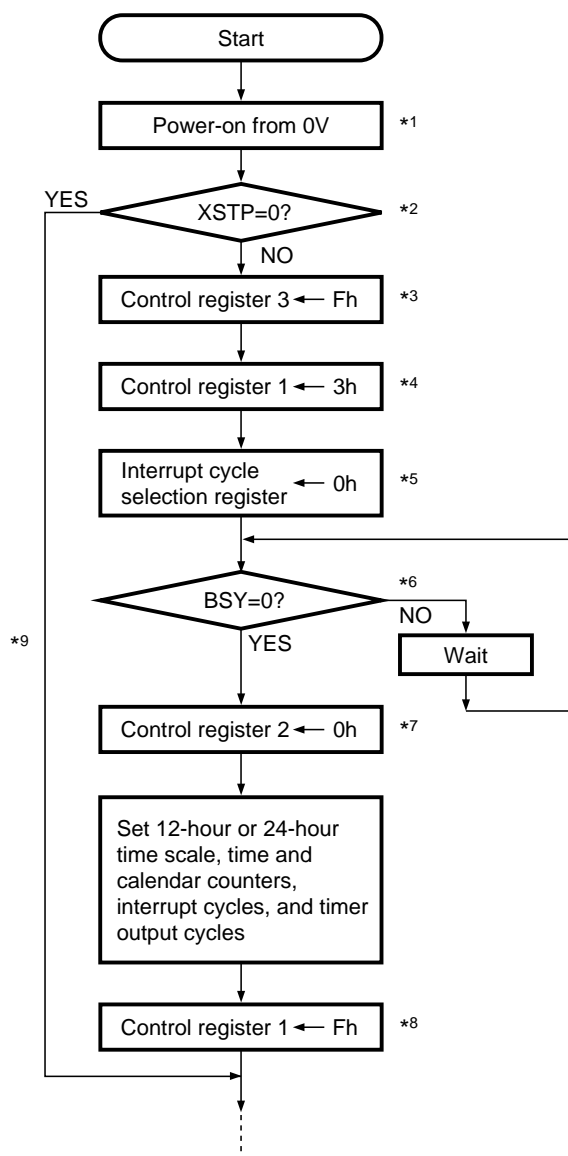 Start
Power-on from 0V *1
YES
XSTP=0? *2
NO
Control register 3 ← Fh *3
Control register 1 ← 3h *4
Interrupt cycle
selection register ← 0h *5
BSY=0? *6
NO
YES
*9
Wait
Control register 2 ← 0h *7
Set 12-hour or 24-hour
time scale, time and
calendar counters,
interrupt cycles, and timer
output cycles
Control register 1 ← Fh *8